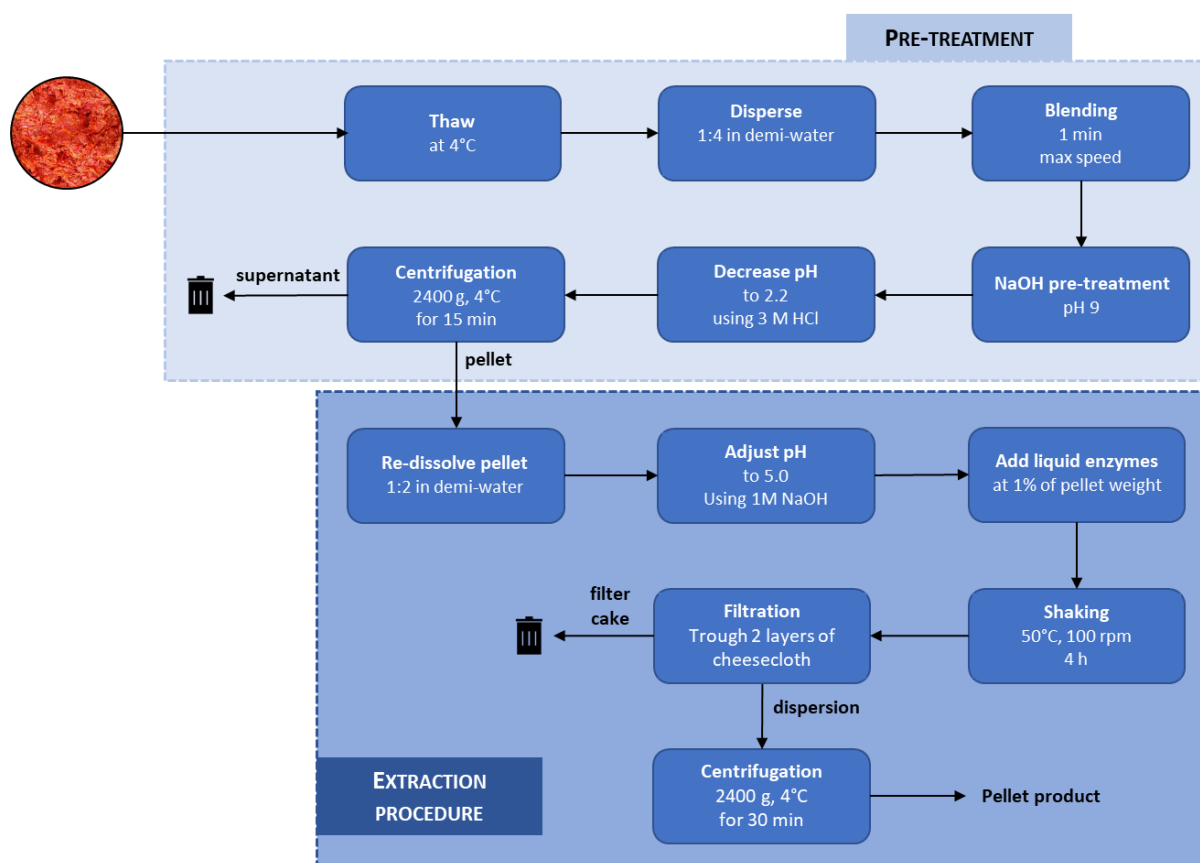 PRE-TREATMENT
Thaw
at 4°C
Disperse
1:4 in demi-water
Blending
1 min
max speed
NaOH pre-treatment
pH 9
Decrease pH
to 2.2
using 3 M HCl
Centrifugation
2400 g, 4°C
for 15 min
supernatant
pellet
Re-dissolve pellet
1:2 in demi-water
Adjust pH
to 5.0
Using 1M NaOH
Add liquid enzymes
at 1% of pellet weight
Shaking
50°C, 100 rpm
4 h
Filtration
Trough 2 layers of
cheesecloth
filter
cake
dispersion
Centrifugation
2400 g, 4°C
for 30 min
Pellet product
EXTRACTION
PROCEDURE